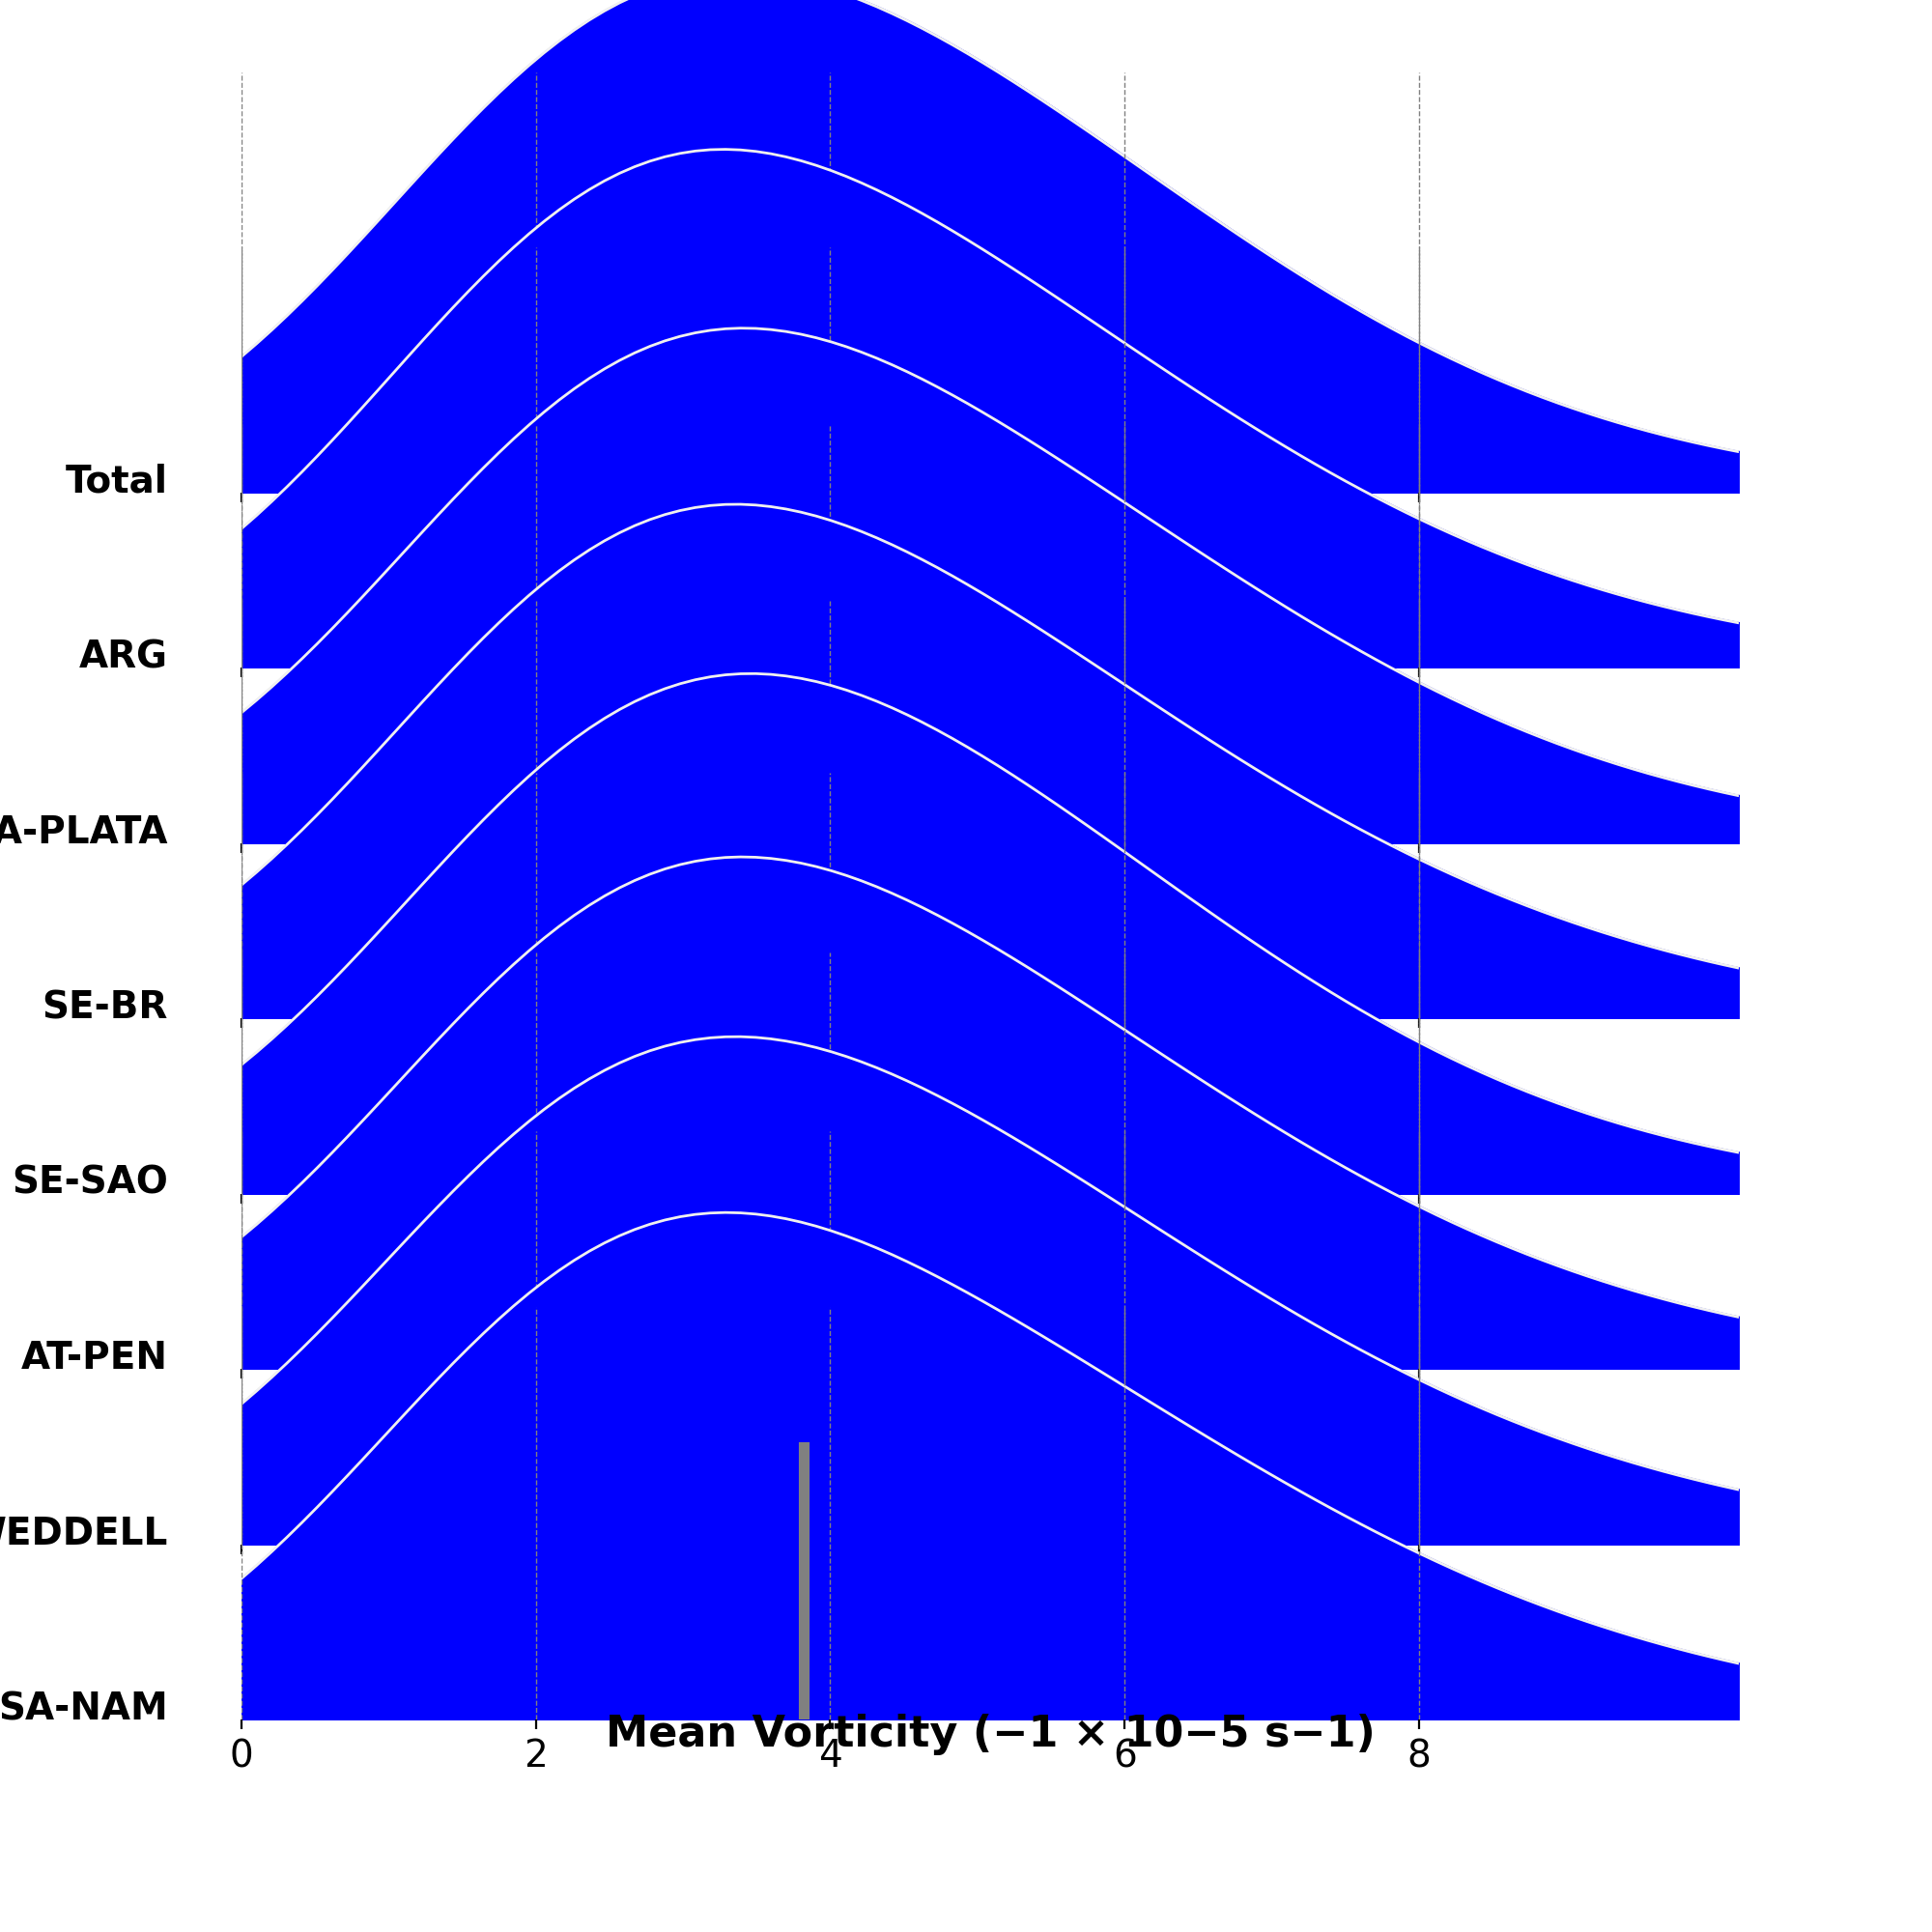 Total
ARG
A-PLATA
SE-BR
SE-SAO
AT-PEN
WEDDELL
SA-NAM
0 2 4 6 8
Mean Vorticity (−1 × 10−5 s−1)